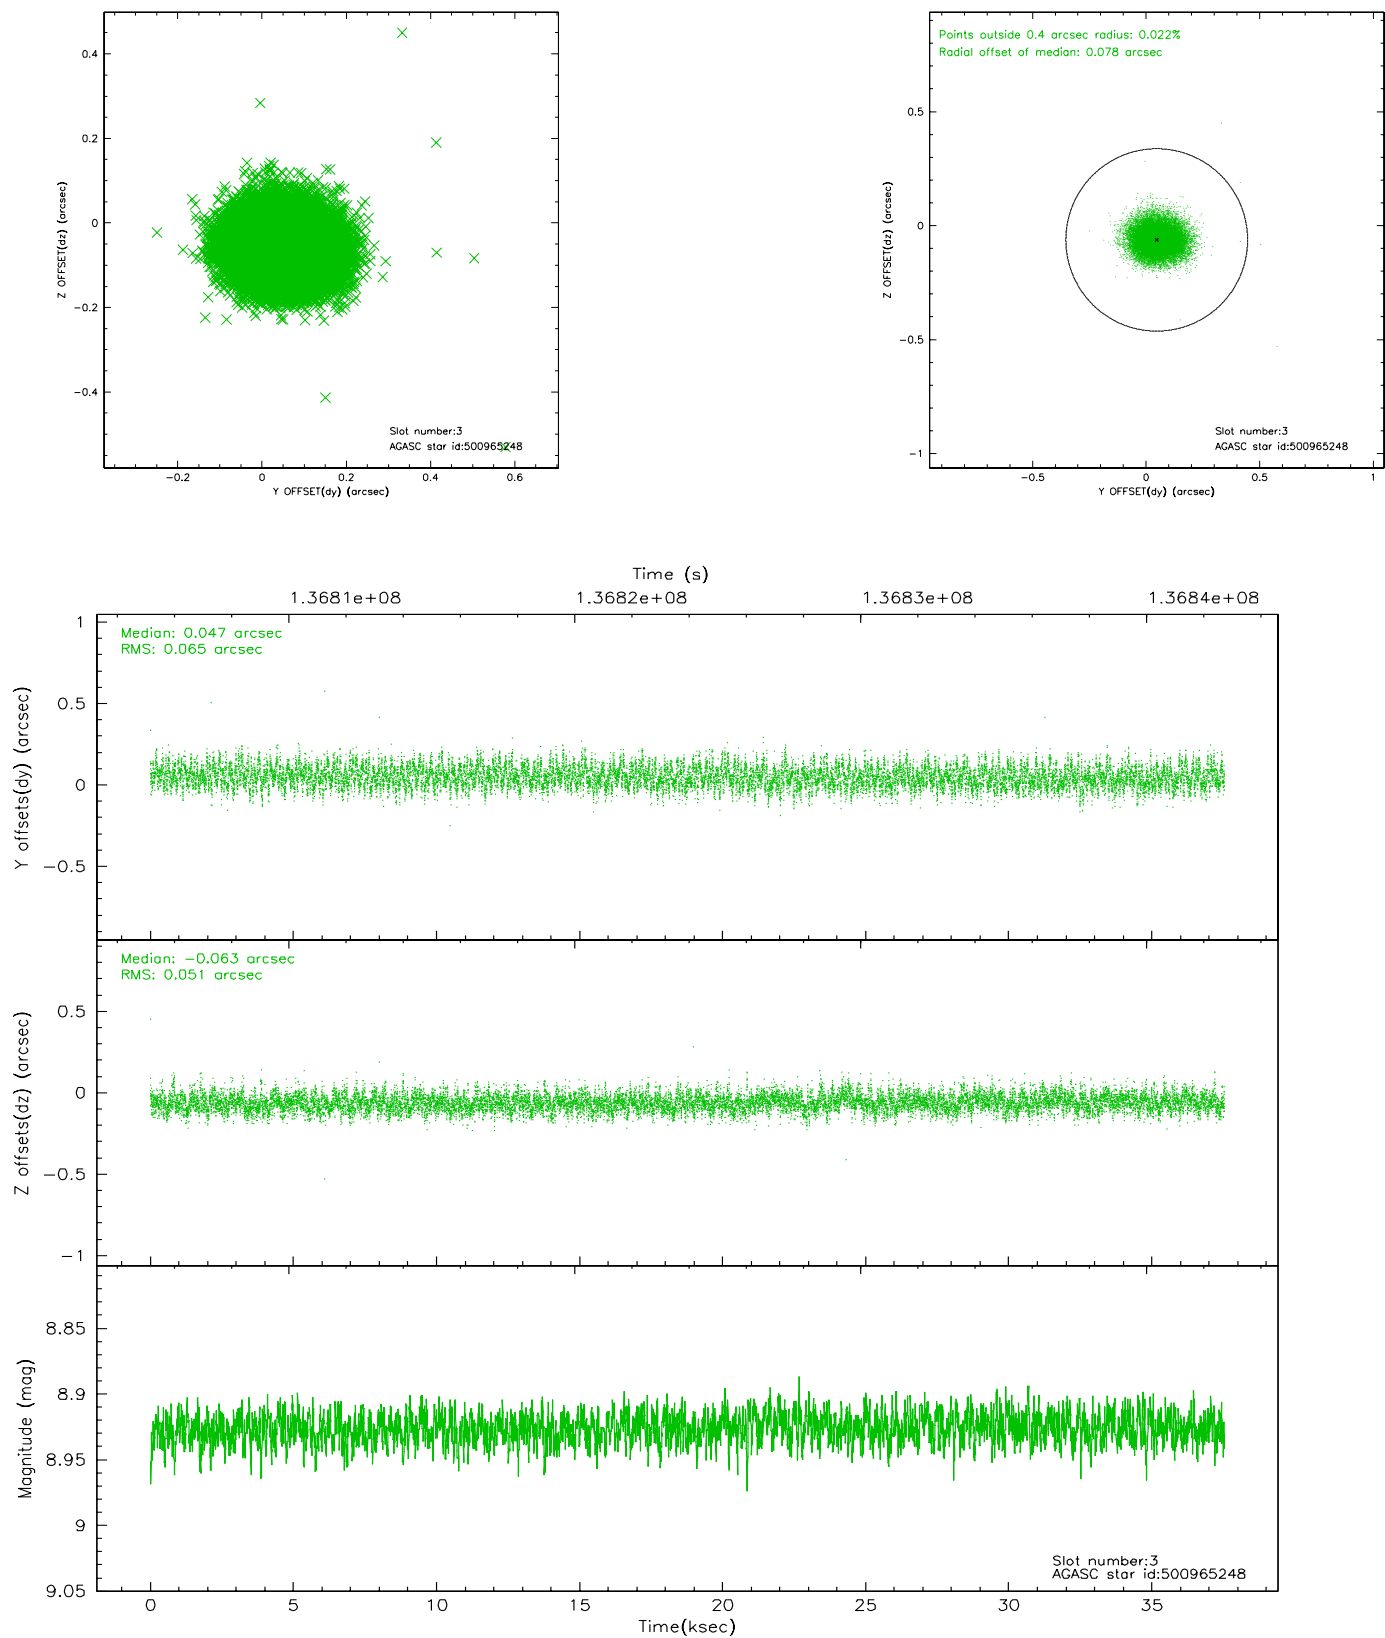 0.4
0.2
0
−0.2
−0.4
Z OFFSET(dz) (arcsec)
Slot number:3
AGASC star id:500965248
−0.2 0 0.2 0.4 0.6
Y OFFSET(dy) (arcsec)
Points outside 0.4 arcsec radius: 0.022%
Radial offset of median: 0.078 arcsec
0.5
0
−0.5
−1
Z OFFSET(dz) (arcsec)
Slot number:3
AGASC star id:500965248
−0.5 0 0.5 1
Y OFFSET(dy) (arcsec)
Time (s)
1.3681e+08 1.3682e+08 1.3683e+08 1.3684e+08
Median: 0.047 arcsec
RMS: 0.065 arcsec
1
0.5
0
−0.5
Y offsets(dy) (arcsec)
Median: −0.063 arcsec
RMS: 0.051 arcsec
0.5
0
−0.5
−1
Z offsets(dz) (arcsec)
8.85
8.9
8.95
9
9.05
Magnitude (mag)
Slot number:3
AGASC star id:500965248
0 5 10 15 20 25 30 35
Time(ksec)